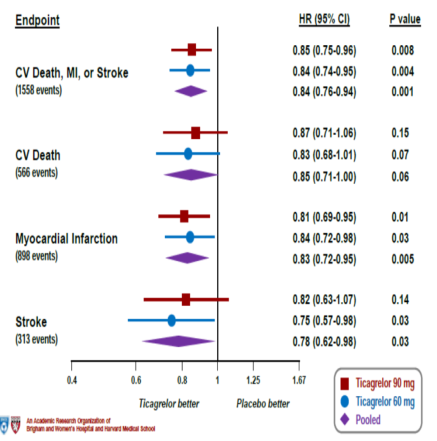 Endpoint HR (95% CI) P value
0.85 (0.75-0.96) 0.008
CV Death, MI, or Stroke 0.84 (0.74-0.95) 0.004
(1558 events) 0.84 (0.76-0.94) 0.001
0.87 (0.71-1.06) 0.15
CV Death 0.83 (0.68-1.01) 0.07
(566 events) 0.85 (0.71-1.00) 0.06
0.81 (0.69-0.95) 0.01
Myocardial Infarction 0.84 (0.72-0.98) 0.03
(898 events) 0.83 (0.72-0.95) 0.005
0.82 (0.63-1.07) 0.14
Stroke 0.75 (0.57-0.98) 0.03
(313 events) 0.78 (0.62-0.98) 0.03
0.4 0.6 0.8 1 1.25 1.67
Ticagrelor better Placebo better
Ticagrelor 90 mg
Ticagrelor 60 mg
Pooled
An Academic Research Organization of
Brigham and Women's Hospital and Harvard Medical School